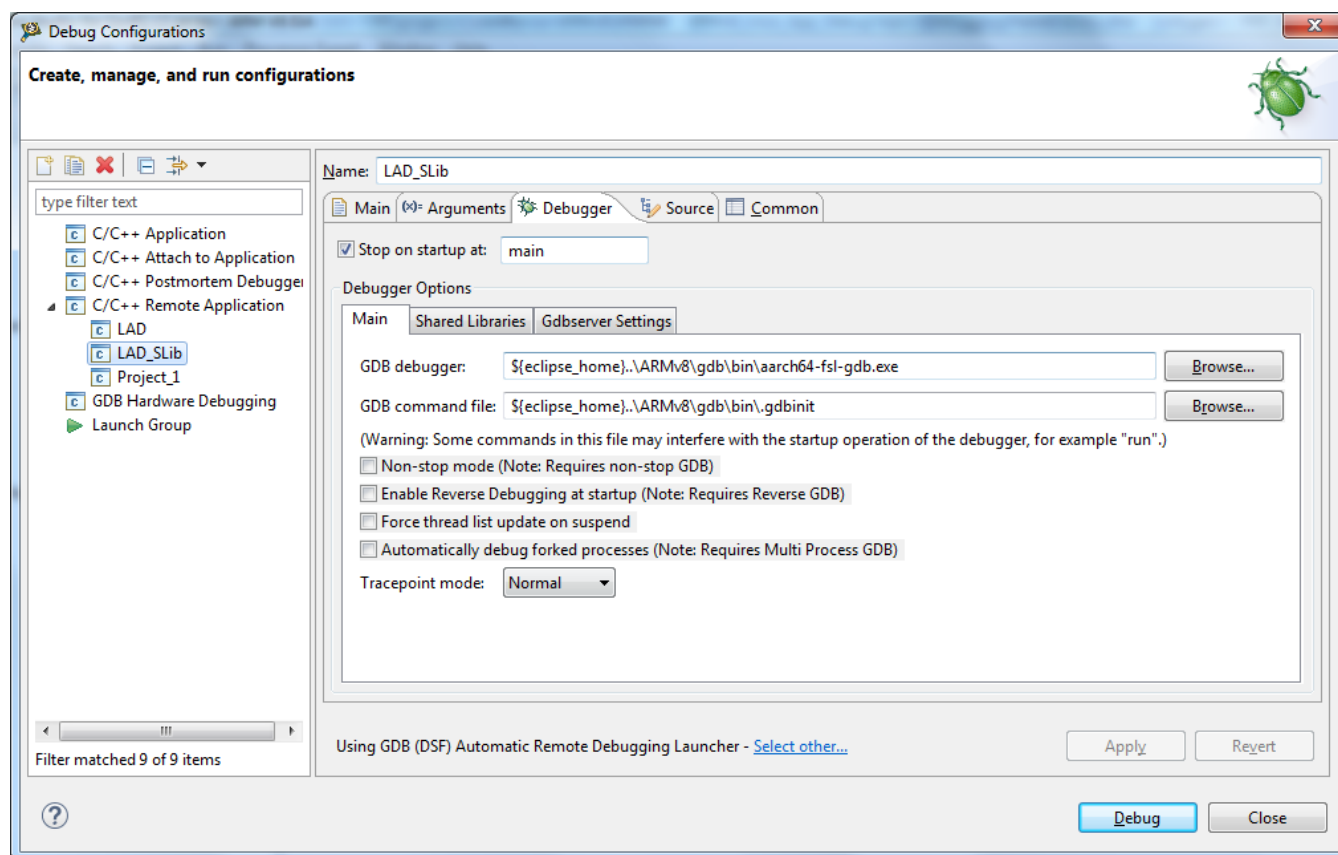 Debug Configurations
Create, manage, and run configurations
type filter text
C/C++ Application
C/C++ Attach to Application
C/C++ Postmortem Debugger
C/C++ Remote Application
LAD
LAD_SLib
Project_1
GDB Hardware Debugging
Launch Group
Filter matched 9 of 9 items
Name: LAD_SLib
Main (x)= Arguments Debugger Source Common
Stop on startup at: main
Debugger Options
Main Shared Libraries Gdbserver Settings
GDB debugger: ${eclipse_home}..\ARMv8\gdb\bin\aarch64-fsl-gdb.exe Browse...
GDB command file: ${eclipse_home}..\ARMv8\gdb\bin\.gdbinit Browse...
(Warning: Some commands in this file may interfere with the startup operation of the debugger, for example "run".)
Non-stop mode (Note: Requires non-stop GDB)
Enable Reverse Debugging at startup (Note: Requires Reverse GDB)
Force thread list update on suspend
Automatically debug forked processes (Note: Requires Multi Process GDB)
Tracepoint mode: Normal
Using GDB (DSF) Automatic Remote Debugging Launcher - Select other...
Apply Revert
? Debug Close